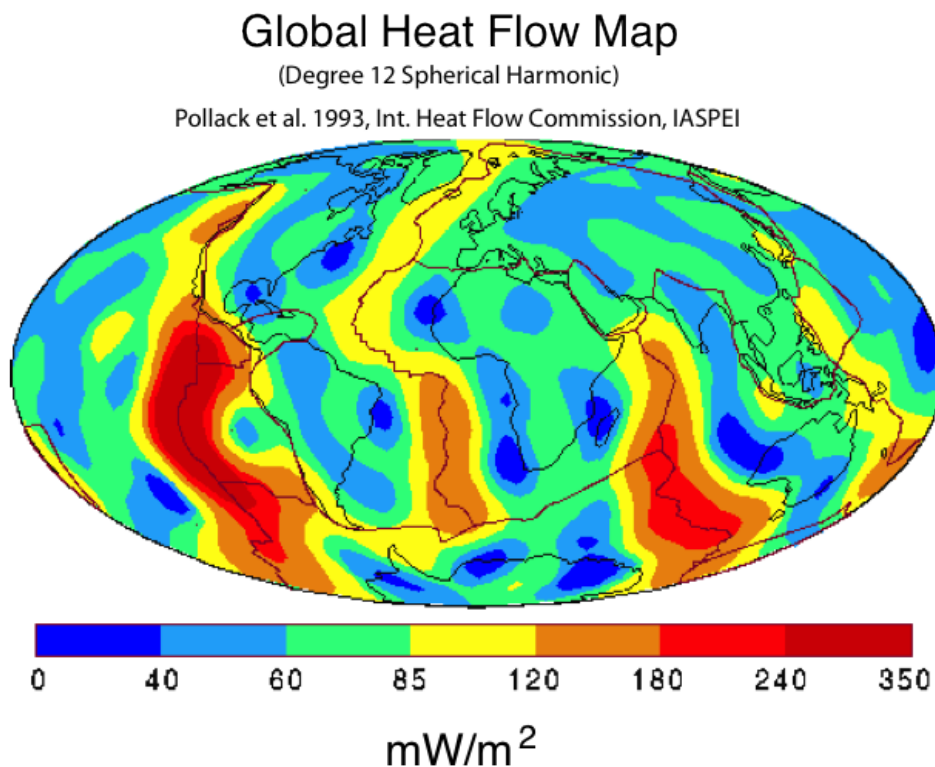 Global Heat Flow Map
(Degree 12 Spherical Harmonic)
Pollack et al. 1993, Int. Heat Flow Commission, IASPEI
0 40 60 85 120 180 240 350
mW/m²